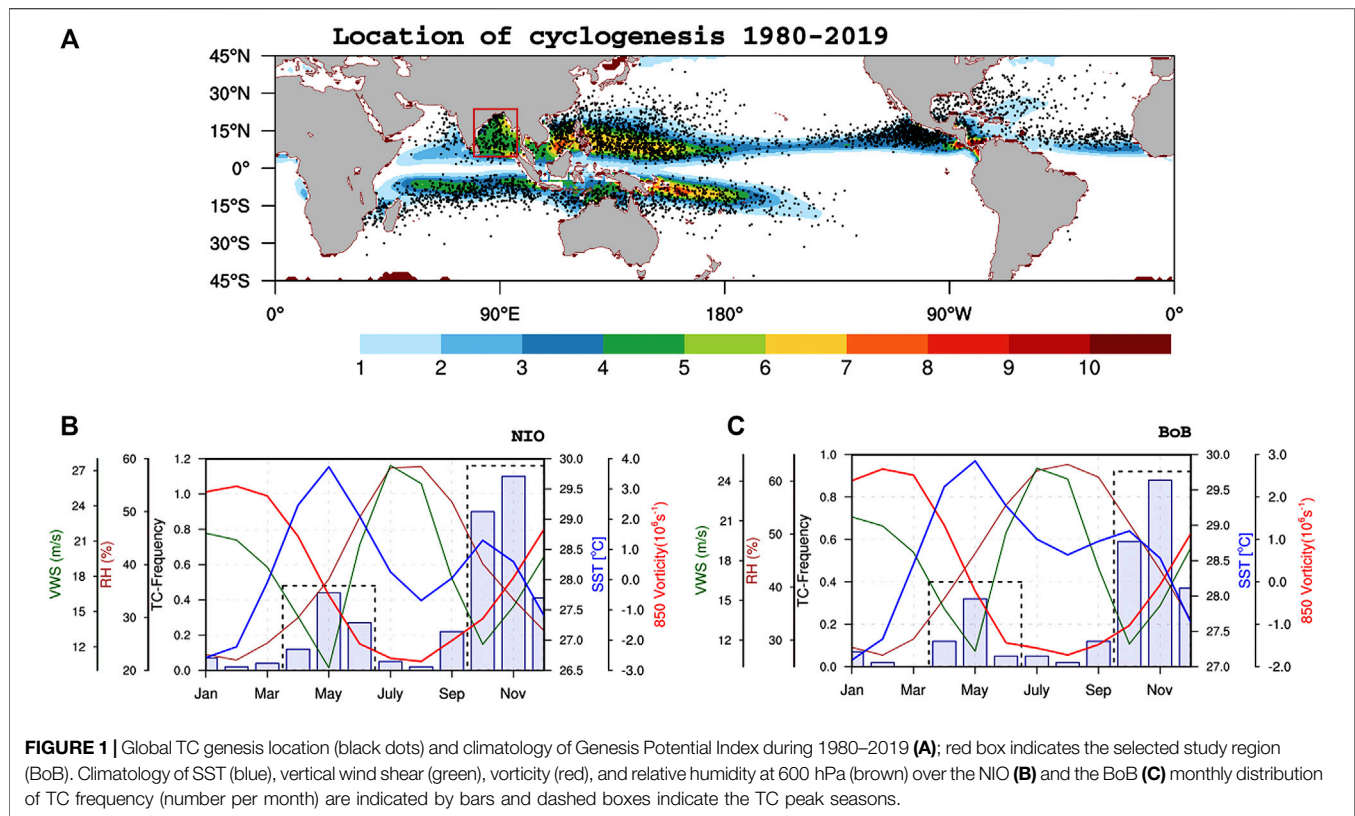 A
Location of cyclogenesis 1980-2019
45°N
30°N
15°N
0°
15°S
30°S
45°S
0° 90°E 180° 90°W 0°
1 2 3 4 5 6 7 8 9 10
B
NIO
VWS (m/s)
27
24
21
18
15
12
RH (%)
60
50
40
30
20
TC-Frequency
1.2
1.0
0.8
0.6
0.4
0.2
0.0
Jan Mar May July Sep Nov
30.0
29.5
29.0
28.5
28.0
27.5
27.0
26.5
SST [°C]
4.0
3.0
2.0
1.0
0.0
-1.0
-2.0
-3.0
850 Vorticity(10⁶s⁻¹)
C
BoB
VWS (m/s)
24
21
18
15
12
RH (%)
60
50
40
30
TC-Frequency
1.0
0.8
0.6
0.4
0.2
0.0
Jan Mar May July Sep Nov
30.0
29.5
29.0
28.5
28.0
27.5
27.0
SST [°C]
3.0
2.0
1.0
0.0
-1.0
-2.0
850 Vorticity(10⁶s⁻¹)
FIGURE 1 | Global TC genesis location (black dots) and climatology of Genesis Potential Index during 1980–2019 (A); red box indicates the selected study region
(BoB). Climatology of SST (blue), vertical wind shear (green), vorticity (red), and relative humidity at 600 hPa (brown) over the NIO (B) and the BoB (C) monthly distribution
of TC frequency (number per month) are indicated by bars and dashed boxes indicate the TC peak seasons.